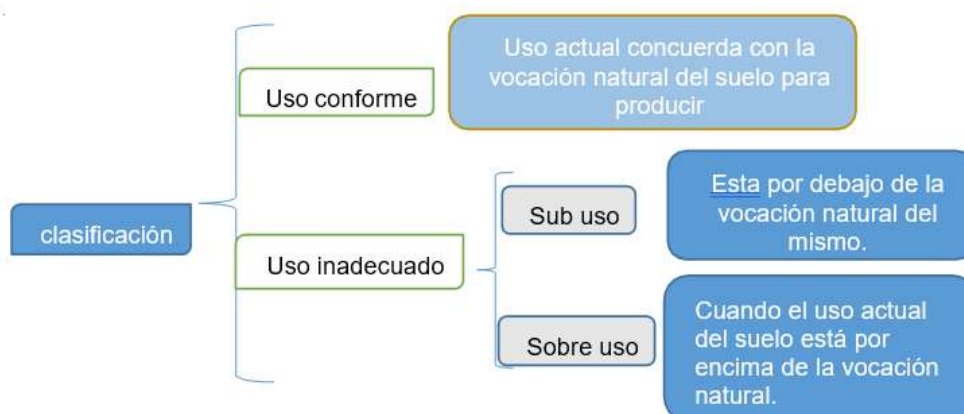 clasificación
Uso conforme
Uso actual concuerda con la
vocación natural del suelo para
producir
Uso inadecuado
Sub uso
Esta por debajo de la
vocación natural del
mismo.
Sobre uso
Cuando el uso actual
del suelo está por
encima de la vocación
natural.